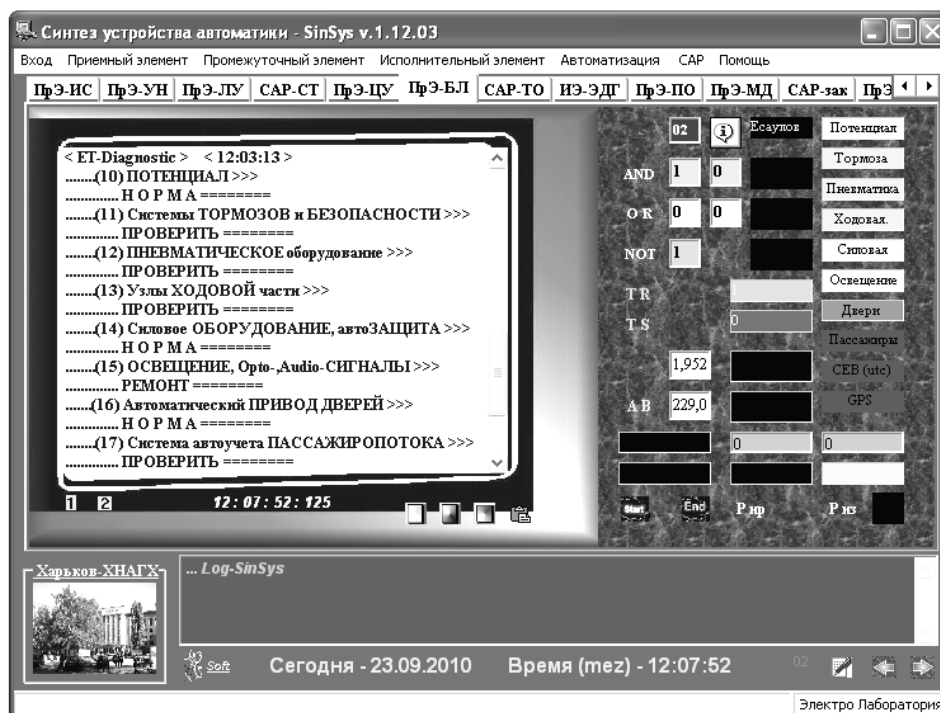 Синтез устройства автоматики - SinSys v.1.12.03
Вход Приемный элемент Промежуточный элемент Исполнительный элемент Автоматизация САР Помощь
ПрЭ-ИС ПрЭ-УН ПрЭ-ЛУ САР-СТ ПрЭ-ЦУ ПрЭ-БЛ САР-ТО ИЭ-ЭДГ ПрЭ-ПО ПрЭ-МД САР-зак ПрЭ
< ET-Diagnostic > < 12:03:13 >
.......(10) ПОТЕНЦИАЛ >>>
.............. Н О Р М А ========
.......(11) Системы ТОРМОЗОВ и БЕЗОПАСНОСТИ >>>
.............. ПРОВЕРИТЬ ========
.......(12) ПНЕВМАТИЧЕСКОЕ оборудование >>>
.............. ПРОВЕРИТЬ ========
.......(13) Узлы ХОДОВОЙ части >>>
.............. ПРОВЕРИТЬ ========
.......(14) Силовое ОБОРУДОВАНИЕ, автоЗАЩИТА >>>
.............. Н О Р М А ========
.......(15) ОСВЕЩЕНИЕ, Opto-,Audio-СИГНАЛЫ >>>
.............. РЕМОНТ ========
.......(16) Автоматический ПРИВОД ДВЕРЕЙ >>>
.............. Н О Р М А ========
.......(17) Система автоучета ПАССАЖИРОПОТОКА >>>
.............. ПРОВЕРИТЬ ========
1 2 12:07:52:125
02 Есаулов Потенциал
Тормоза
AND 1 0
Пневматика
OR 0 0 Ходовая.
NOT 1 Силовая
Освещение
TR 1
TS 0 Двери
Пассажиры
1,952 CEB (utc)
AB 229,0 GPS
0 0
Start End Р нр Р нз
Харьков-ХНАГХ
... Log-SinSys
Soft Сегодня - 23.09.2010 Время (mez) - 12:07:52 02
Электро Лаборатория